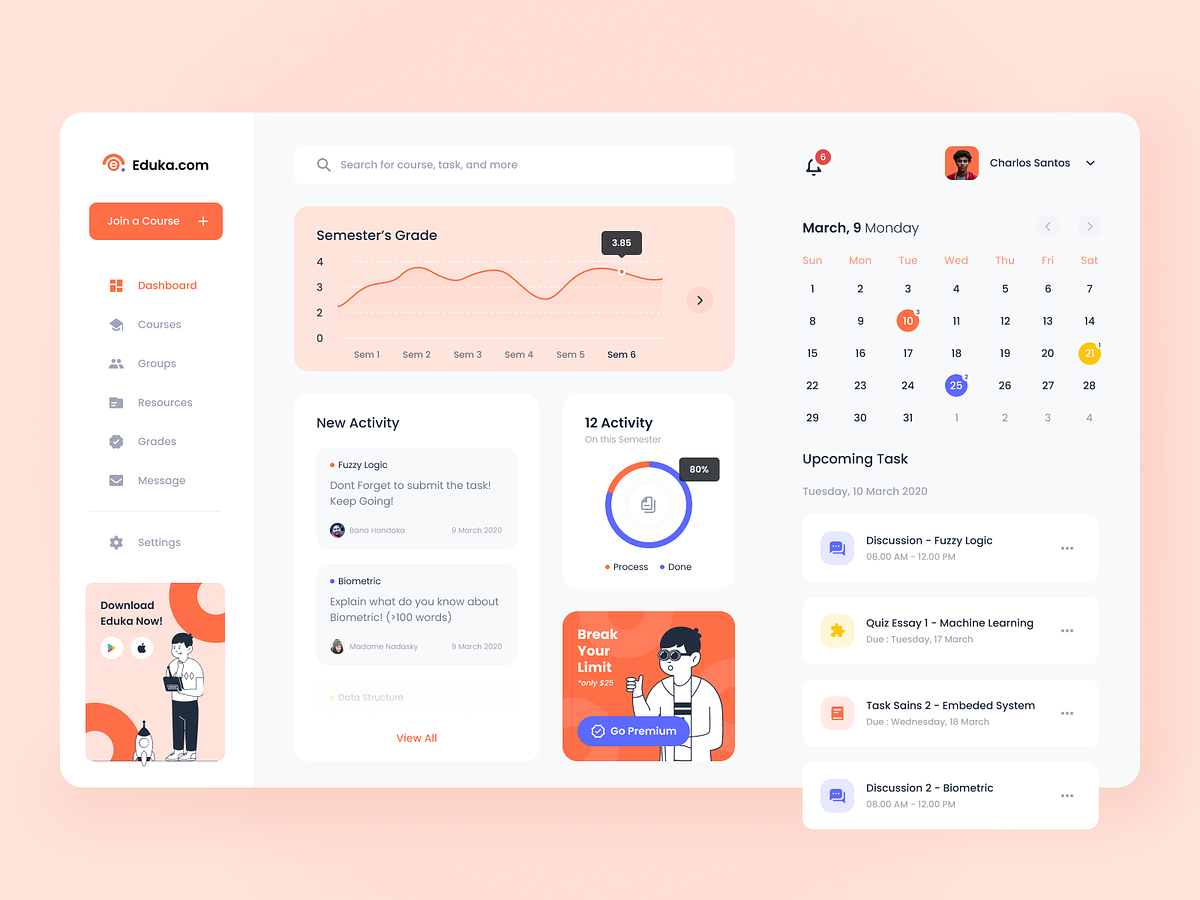 Eduka.com
Join a Course
Dashboard
Courses
Groups
Resources
Grades
Message
Settings
Download
Eduka Now!
Search for course, task, and more
Semester's Grade
3.85
4
3
2
0
Sem 1 Sem 2 Sem 3 Sem 4 Sem 5 Sem 6
New Activity
Fuzzy Logic
Dont Forget to submit the task!
Keep Going!
Bana Handaka 9 March 2020
Biometric
Explain what do you know about
Biometric! (>100 words)
Madame Nadasky 9 March 2020
Data Structure
View All
12 Activity
On this Semester
80%
Process Done
Break
Your
Limit
*only $25
Go Premium
6
Charlos Santos
March, 9 Monday
Sun Mon Tue Wed Thu Fri Sat
1 2 3 4 5 6 7
8 9 10 3 11 12 13 14
15 16 17 18 19 20 21 1
22 23 24 25 2 26 27 28
29 30 31 1 2 3 4
Upcoming Task
Tuesday, 10 March 2020
Discussion - Fuzzy Logic
08.00 AM - 12.00 PM
Quiz Essay 1 - Machine Learning
Due : Tuesday, 17 March
Task Sains 2 - Embeded System
Due : Wednesday, 18 March
Discussion 2 - Biometric
08.00 AM - 12.00 PM